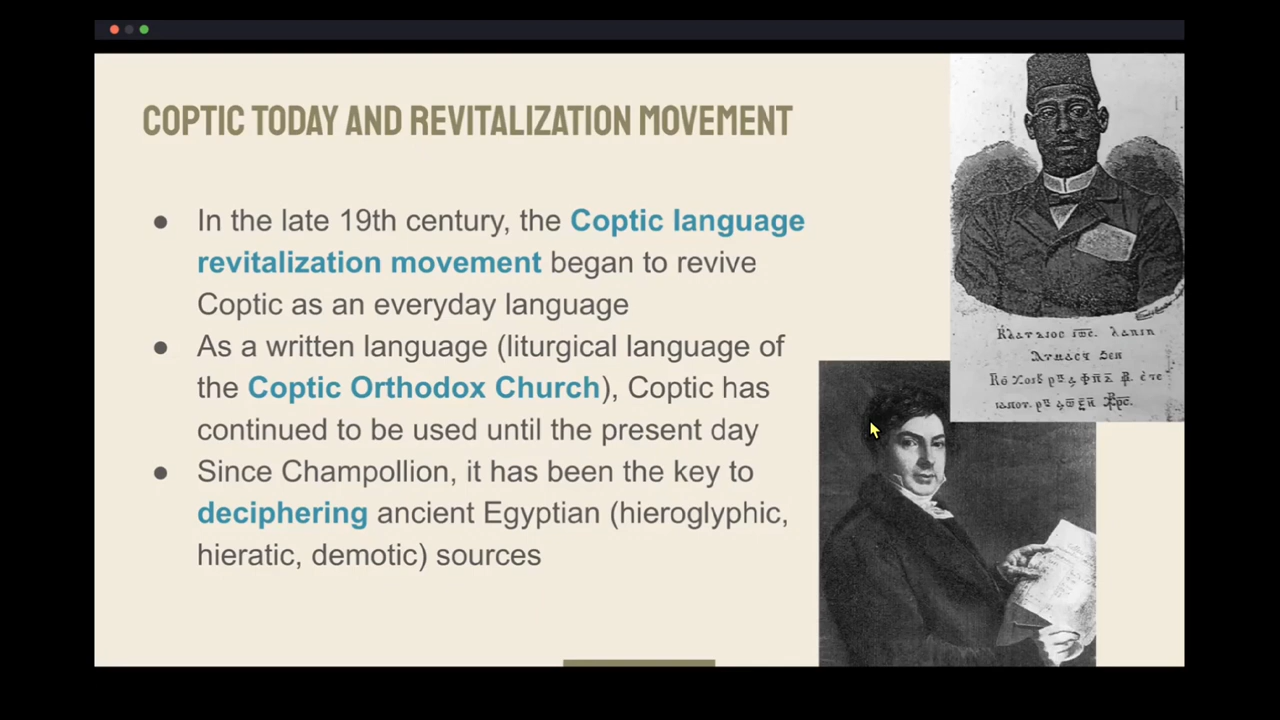 COPTIC TODAY AND REVITALIZATION MOVEMENT
● In the late 19th century, the Coptic language
revitalization movement began to revive
Coptic as an everyday language
● As a written language (liturgical language of
the Coptic Orthodox Church), Coptic has
continued to be used until the present day
● Since Champollion, it has been the key to
deciphering ancient Egyptian (hieroglyphic,
hieratic, demotic) sources